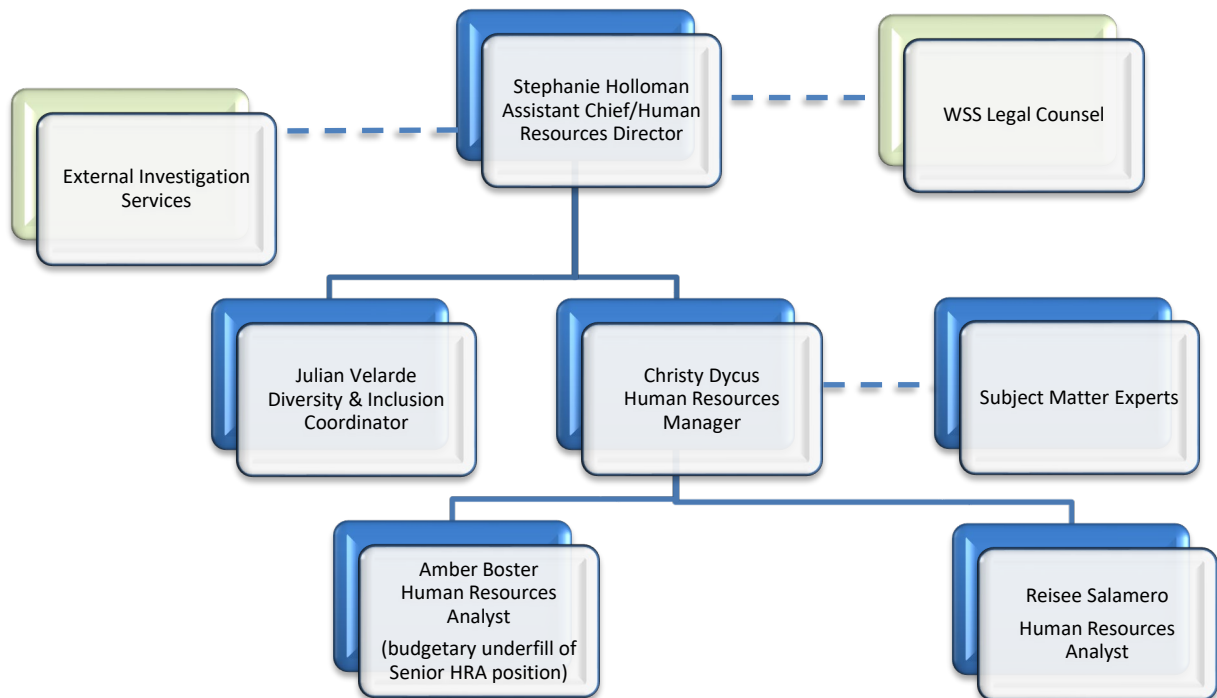 Stephanie Holloman
Assistant Chief/Human
Resources Director
WSS Legal Counsel
External Investigation
Services
Julian Velarde
Diversity & Inclusion
Coordinator
Christy Dycus
Human Resources
Manager
Subject Matter Experts
Amber Boster
Human Resources
Analyst
(budgetary underfill of
Senior HRA position)
Reisee Salamero
Human Resources
Analyst